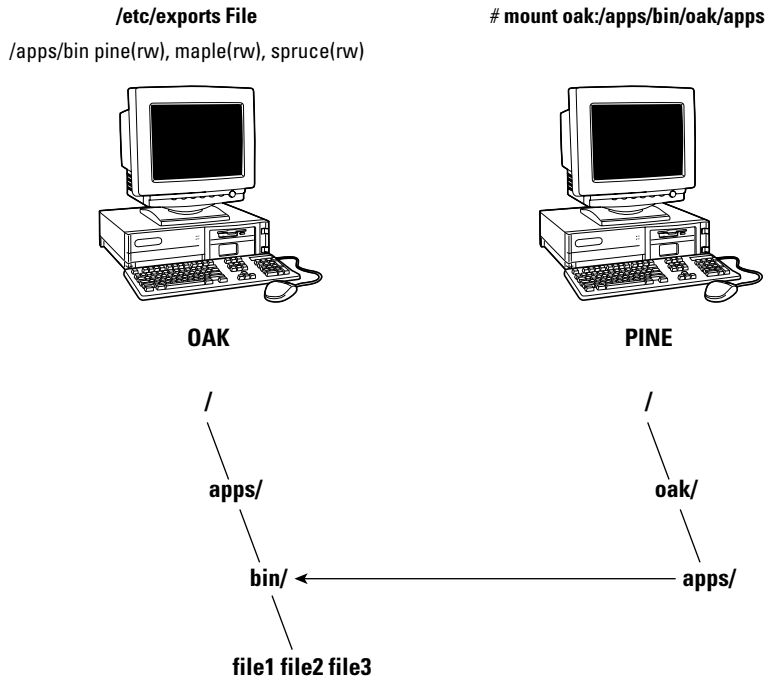 /etc/exports File
# mount oak:/apps/bin/oak/apps
/apps/bin pine(rw), maple(rw), spruce(rw)
OAK
PINE
/
/
apps/
oak/
bin/
apps/
file1 file2 file3